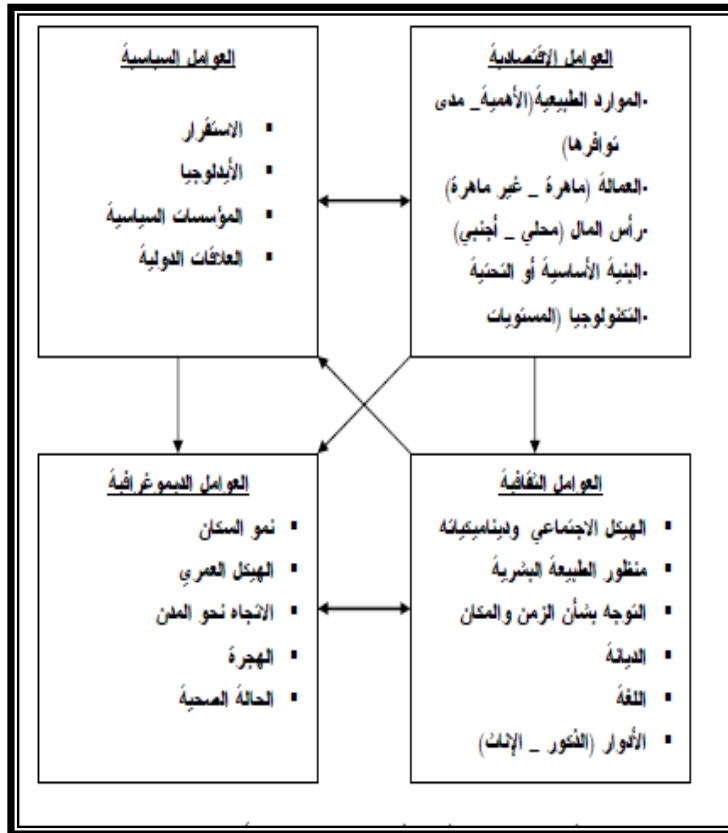 العوامل الاقتصادية
-الموارد الطبيعية(الأهمية_ مدى
توافرها)
-العمالة (ماهرة _ غير ماهرة)
-رأس المال (محلي _ أجنبي)
-البنية الأساسية أو التحتية
-التكنولوجيا (المستويات
العوامل السياسية
▪ الاستقرار
▪ الأيدلوجيا
▪ المؤسسات السياسية
▪ العلاقات الدولية
العوامل الثقافية
▪ الهيكل الاجتماعي وديناميكياته
▪ منظور الطبيعة البشرية
▪ التوجه بشأن الزمن والمكان
▪ الديانة
▪ اللغة
▪ الأدوار (الذكور _ الإناث)
العوامل الديموغرافية
▪ نمو السكان
▪ الهيكل العمري
▪ الاتجاه نحو المدن
▪ الهجرة
▪ الحالة الصحية